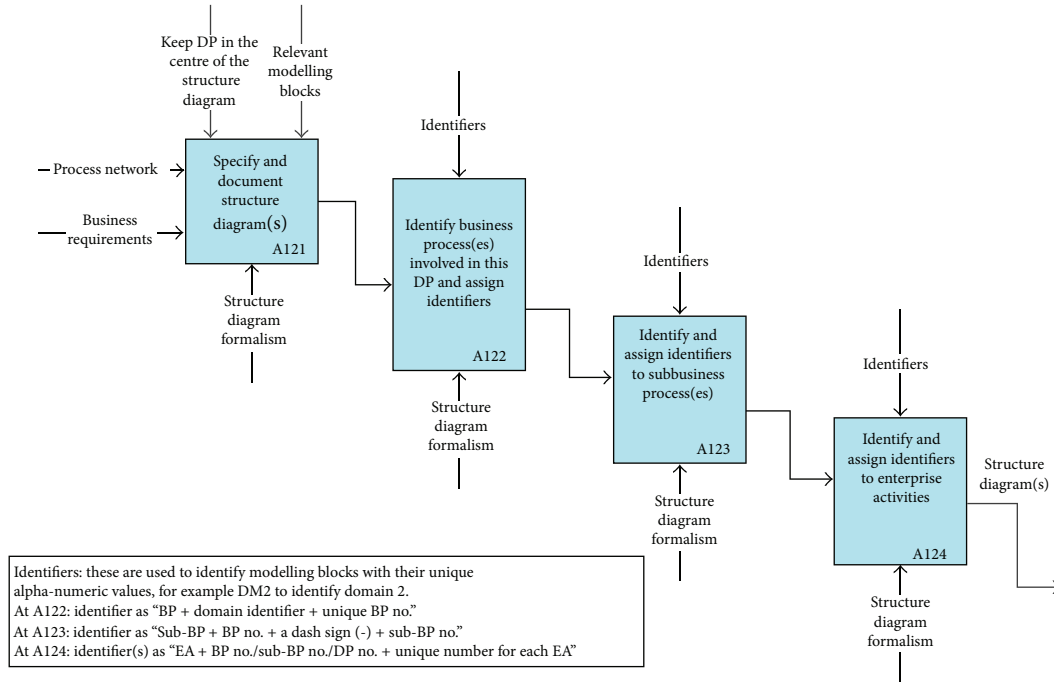 Keep DP in the
centre of the
structure
diagram
Relevant
modelling
blocks
Process network
Business
requirements
Specify and
document
structure
diagram(s)
A121
Structure
diagram
formalism
Identifiers
Identify business
process(es)
involved in this
DP and assign
identifiers
A122
Structure
diagram
formalism
Identifiers
Identify and
assign identifiers
to subbusiness
process(es)
A123
Structure
diagram
formalism
Identifiers
Identify and
assign identifiers
to enterprise
activities
A124
Structure
diagram(s)
Structure
diagram
formalism
Identifiers: these are used to identify modelling blocks with their unique
alpha-numeric values, for example DM2 to identify domain 2.
At A122: identifier as “BP + domain identifier + unique BP no.”
At A123: identifier as “Sub-BP + BP no. + a dash sign (-) + sub-BP no.”
At A124: identifier(s) as “EA + BP no./sub-BP no./DP no. + unique number for each EA”